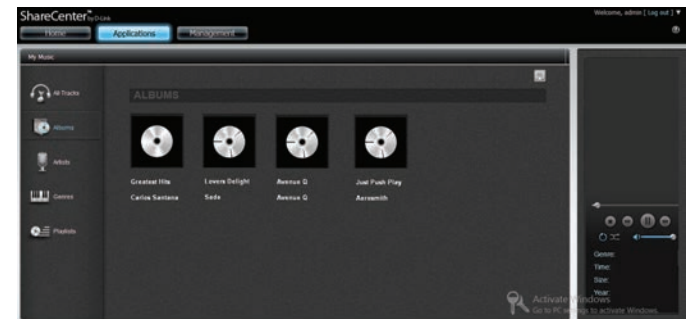 ShareCenter by D-Link
Welcome, admin [ Log out ]
Home Applications Management
My Music
All Tracks
Albums
Artists
Genres
Playlists
ALBUMS
Greatest Hits
Carlos Santana
Lovers Delight
Sade
Avenue Q
Avenue Q
Just Push Play
Aerosmith
Genre:
Time:
Size:
Year:
Activate Windows
Go to PC settings to activate Windows.